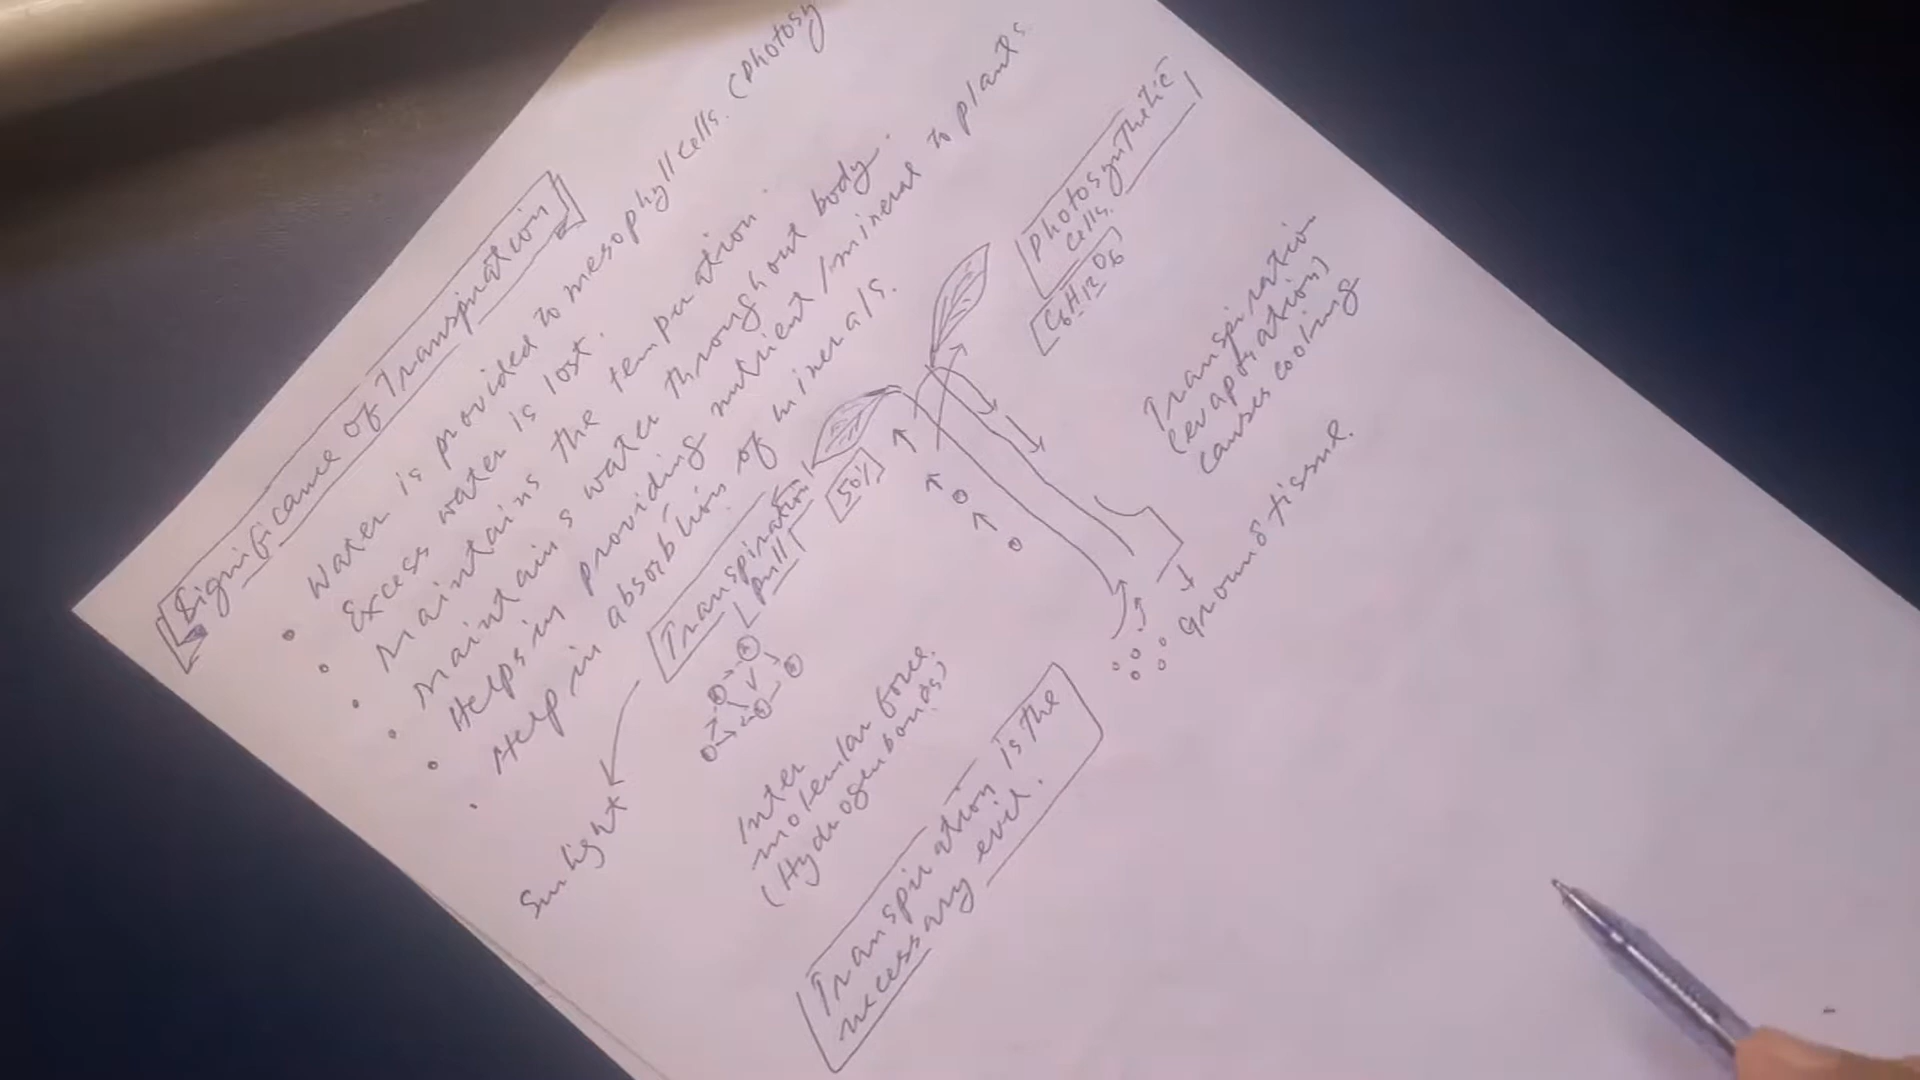 Significance of Transpiration
• Water is provided to mesophyll cells. (Photosy
• Excess water is lost.
• Maintains the temperation.
• Maintains water throughout body.
• Helps in providing nutrient / mineral to plants.
• Help in absorbtion of minerals.
Photosynthetic
cells.
C6H12O6
Transpiration
pull
50%
Transpiration
(evaporation)
causes cooling
Ground tissue.
Sunlight
Inter
molecular force.
(Hydrogen bonds)
Transpiration is the
necessary evil.